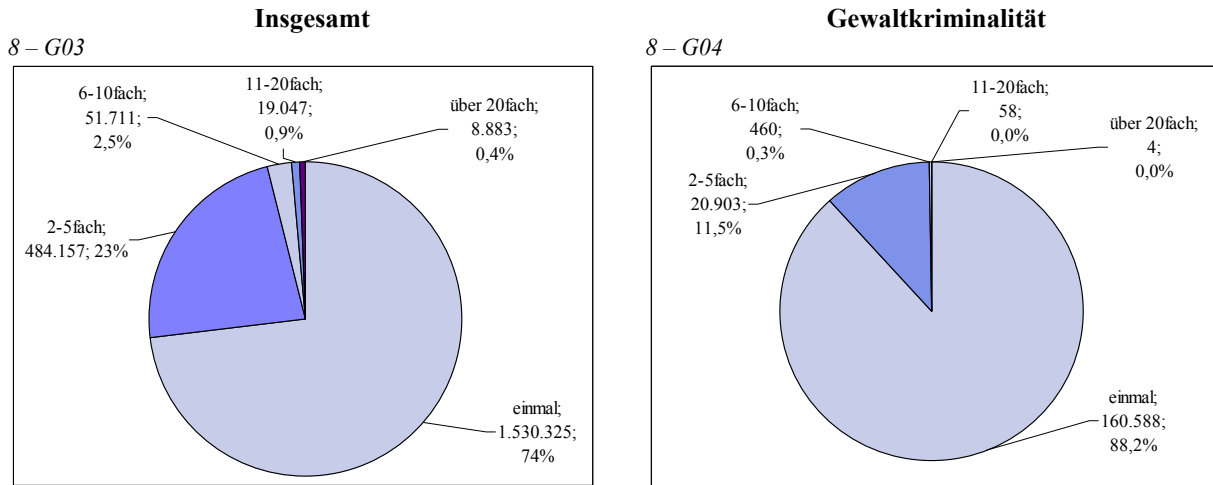 Insgesamt
8 – G03
6-10fach;
51.711;
2,5%
11-20fach;
19.047;
0,9%
über 20fach;
8.883;
0,4%
2-5fach;
484.157; 23%
einmal;
1.530.325;
74%
Gewaltkriminalität
8 – G04
6-10fach;
460;
0,3%
11-20fach;
58;
0,0%
über 20fach;
4;
0,0%
2-5fach;
20.903;
11,5%
einmal;
160.588;
88,2%